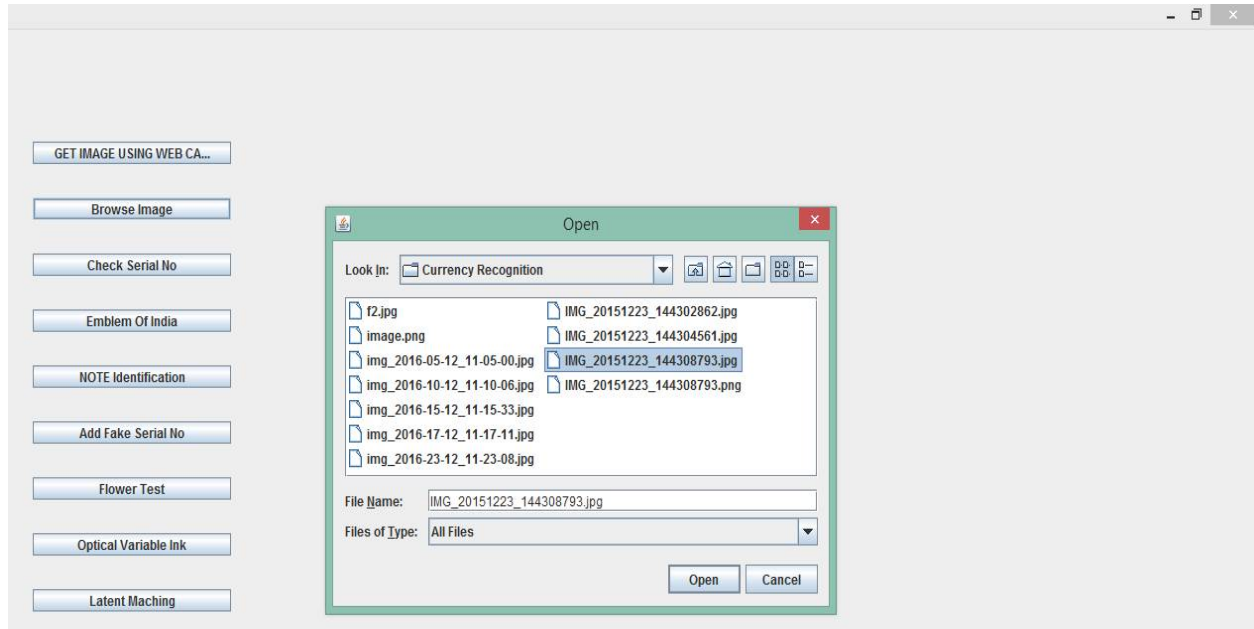 GET IMAGE USING WEB CA...
Browse Image
Check Serial No
Emblem Of India
NOTE Identification
Add Fake Serial No
Flower Test
Optical Variable Ink
Latent Maching
Open
Look In: Currency Recognition
f2.jpg
image.png
img_2016-05-12_11-05-00.jpg
img_2016-10-12_11-10-06.jpg
img_2016-15-12_11-15-33.jpg
img_2016-17-12_11-17-11.jpg
img_2016-23-12_11-23-08.jpg
IMG_20151223_144302862.jpg
IMG_20151223_144304561.jpg
IMG_20151223_144308793.jpg
IMG_20151223_144308793.png
File Name: IMG_20151223_144308793.jpg
Files of Type: All Files
Open Cancel